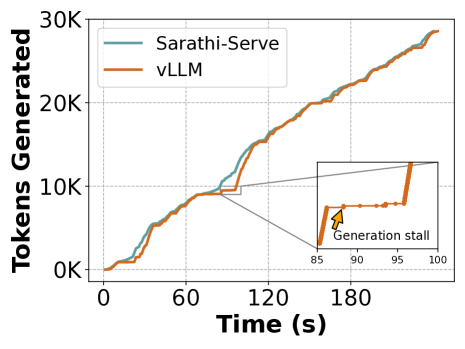 30K
20K
10K
0K
Tokens Generated
Sarathi-Serve
vLLM
Generation stall
85 90 95 100
0 60 120 180
Time (s)